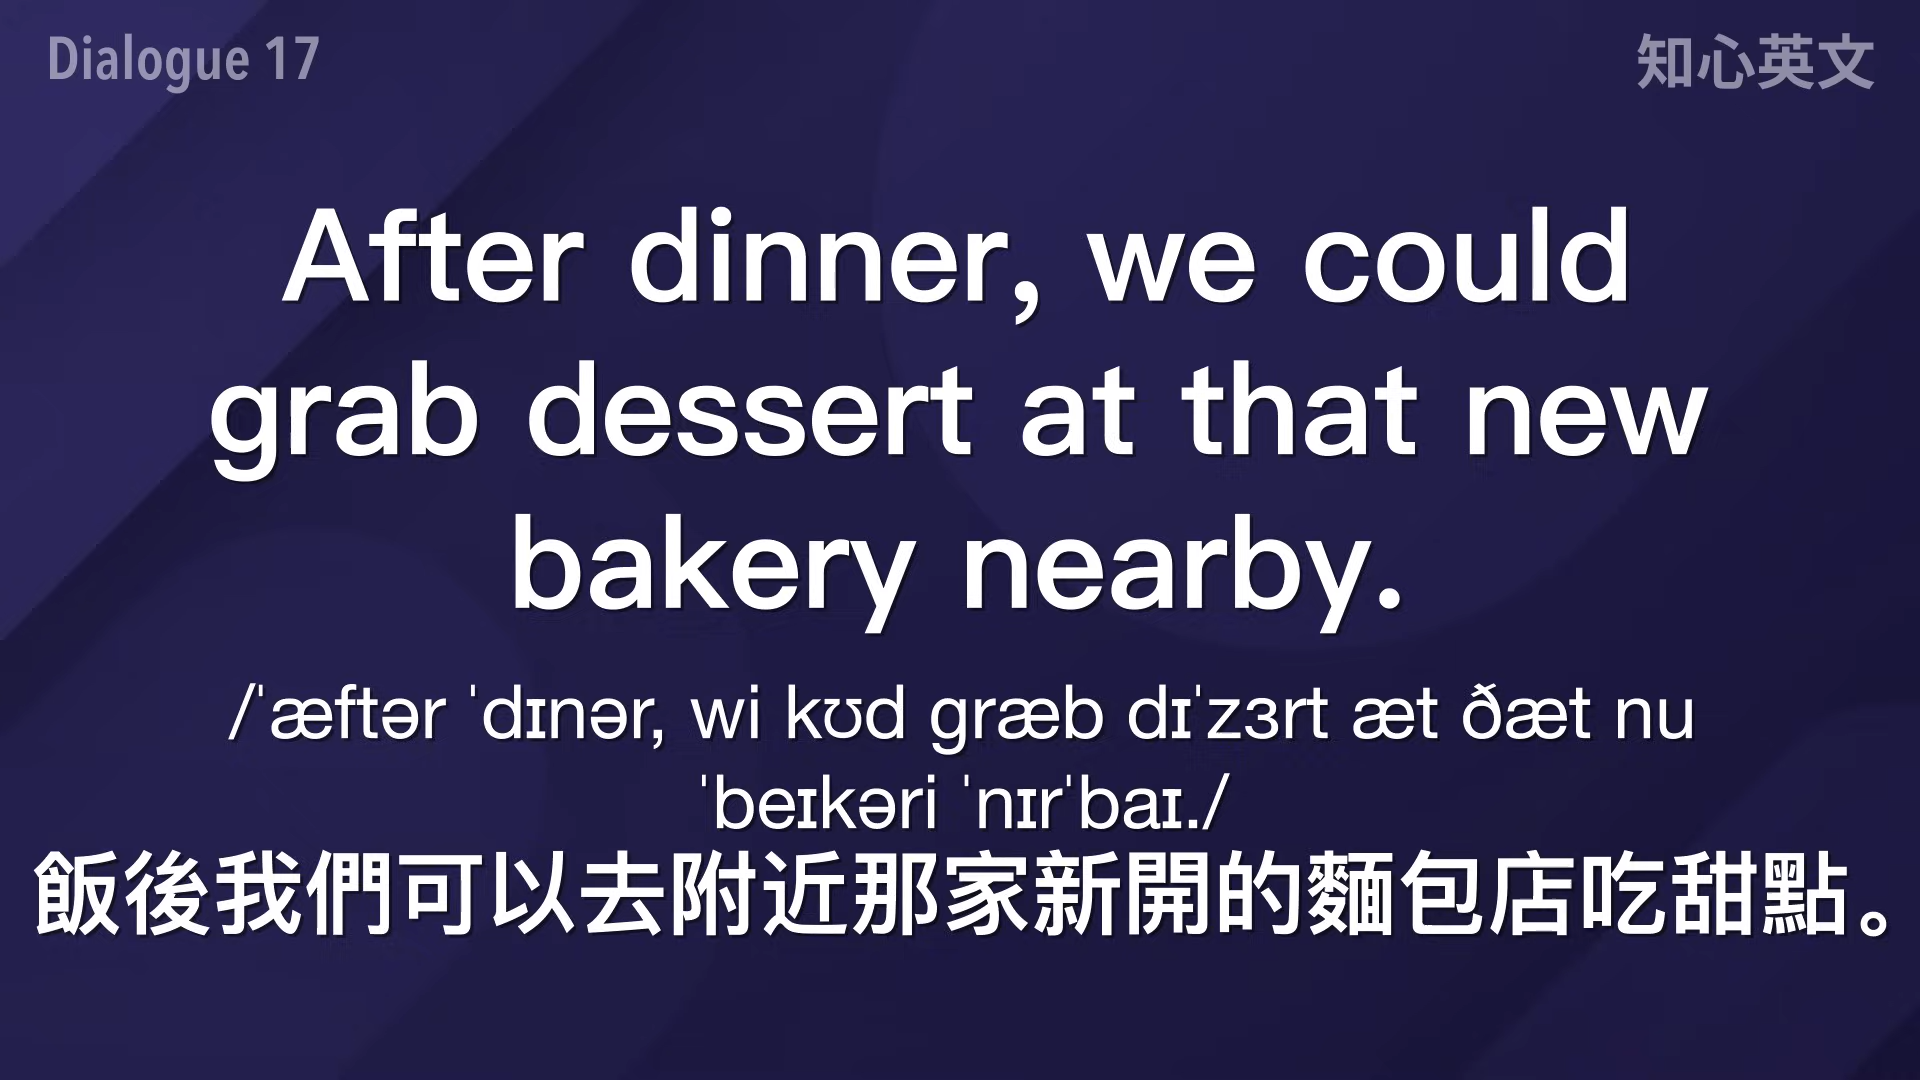 Dialogue 17
知心英文
After dinner, we could
grab dessert at that new
bakery nearby.
/ˈæftər ˈdɪnər, wi kʊd græb dɪˈzɜrt æt ðæt nu
ˈbeɪkəri ˈnɪrˈbaɪ./
飯後我們可以去附近那家新開的麵包店吃甜點。